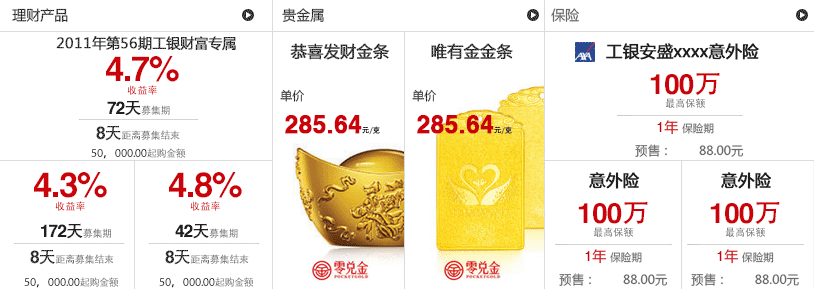 理财产品
2011年第56期工银财富专属
4.7%
收益率
72天募集期
8天距离募集结束
50，000.00起购金额
4.3%
收益率
172天募集期
8天距离募集结束
50，000.00起购金额
4.8%
收益率
42天募集期
8天距离募集结束
50，000.00起购金额
贵金属
恭喜发财金条
单价
285.64元/克
零兑金
POCKETGOLD
唯有金金条
单价
285.64元/克
零兑金
POCKETGOLD
保险
AXA 工银安盛xxxx意外险
100万
最高保额
1年 保险期
预售： 88.00元
意外险
100万
最高保额
1年 保险期
预售： 88.00元
意外险
100万
最高保额
1年 保险期
预售： 88.00元